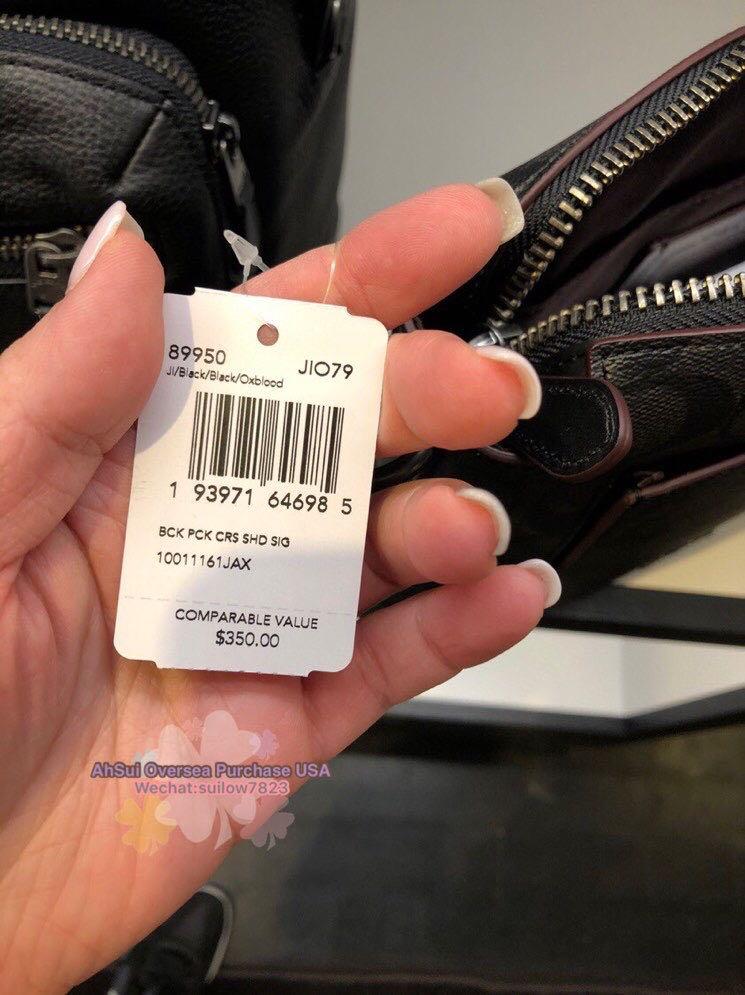 89950 JIO79
JI/Black/Black/Oxblood
1 93971 64698 5
BCK PCK CRS SHD SIG
10011161JAX
COMPARABLE VALUE
$350.00
AhSui Oversea Purchase USA
Wechat:suilow7823